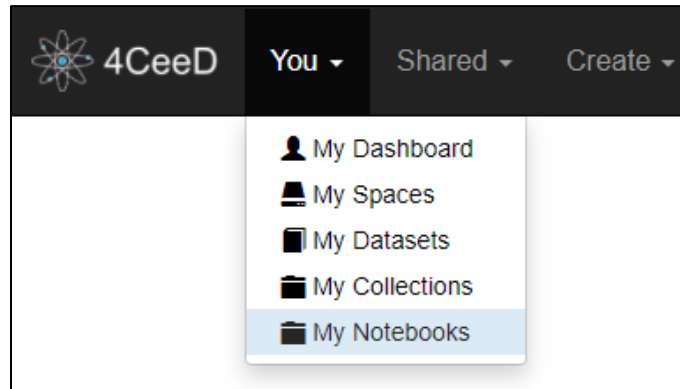 4CeeD You Shared Create
My Dashboard
My Spaces
My Datasets
My Collections
My Notebooks